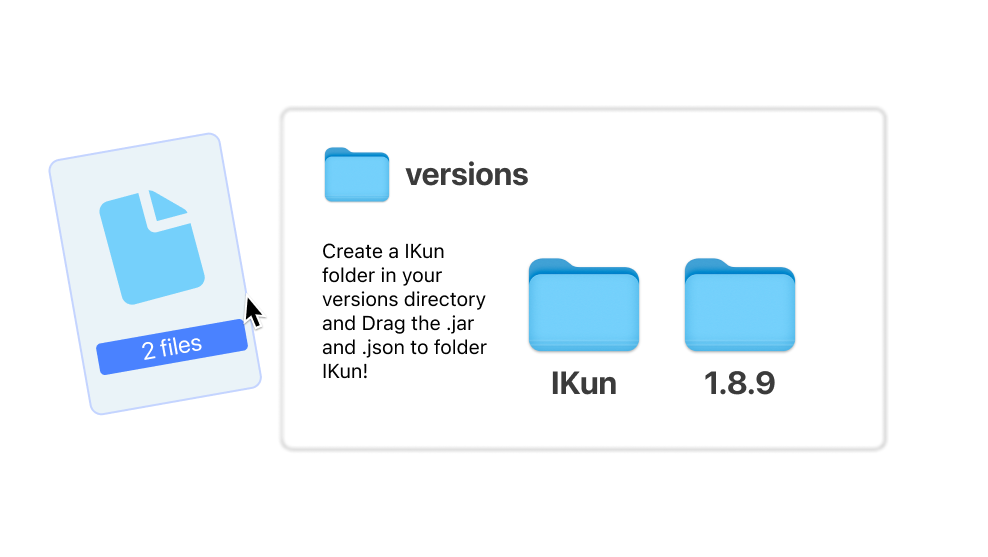 versions
Create a IKun
folder in your
versions directory
and Drag the .jar
and .json to folder
IKun!
2 files
IKun
1.8.9